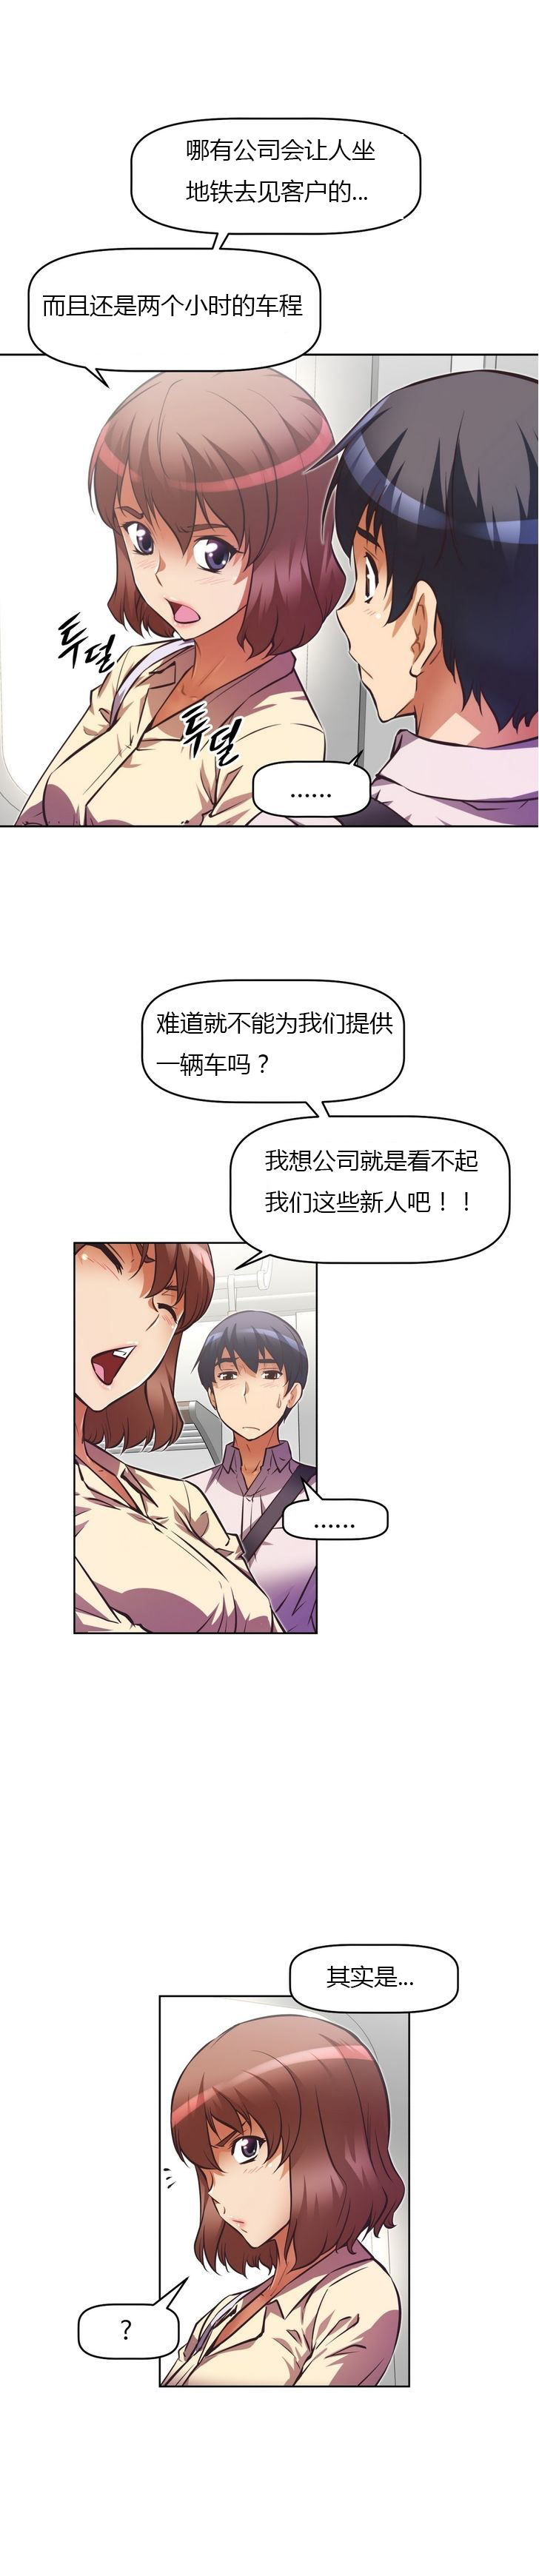 哪有公司会让人坐
地铁去见客户的...
而且还是两个小时的车程
투덜
투덜
......
难道就不能为我们提供
一辆车吗？
我想公司就是看不起
我们这些新人吧！！
......
其实是...
？